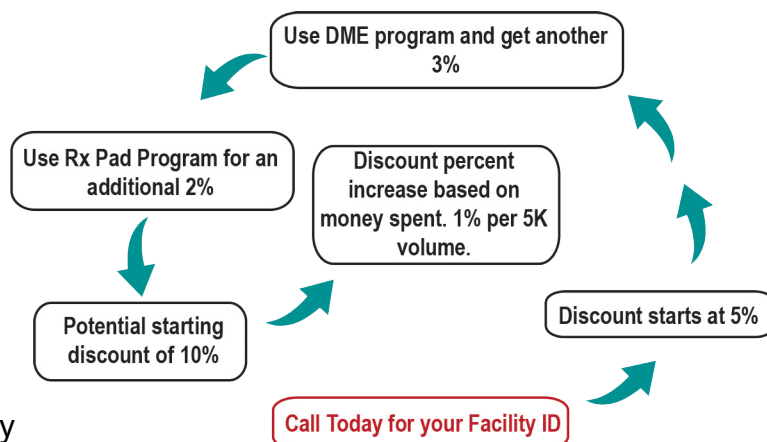 Use DME program and get another
3%
Use Rx Pad Program for an
additional 2%
Discount percent
increase based on
money spent. 1% per 5K
volume.
Potential starting
discount of 10%
Discount starts at 5%
Call Today for your Facility ID
y